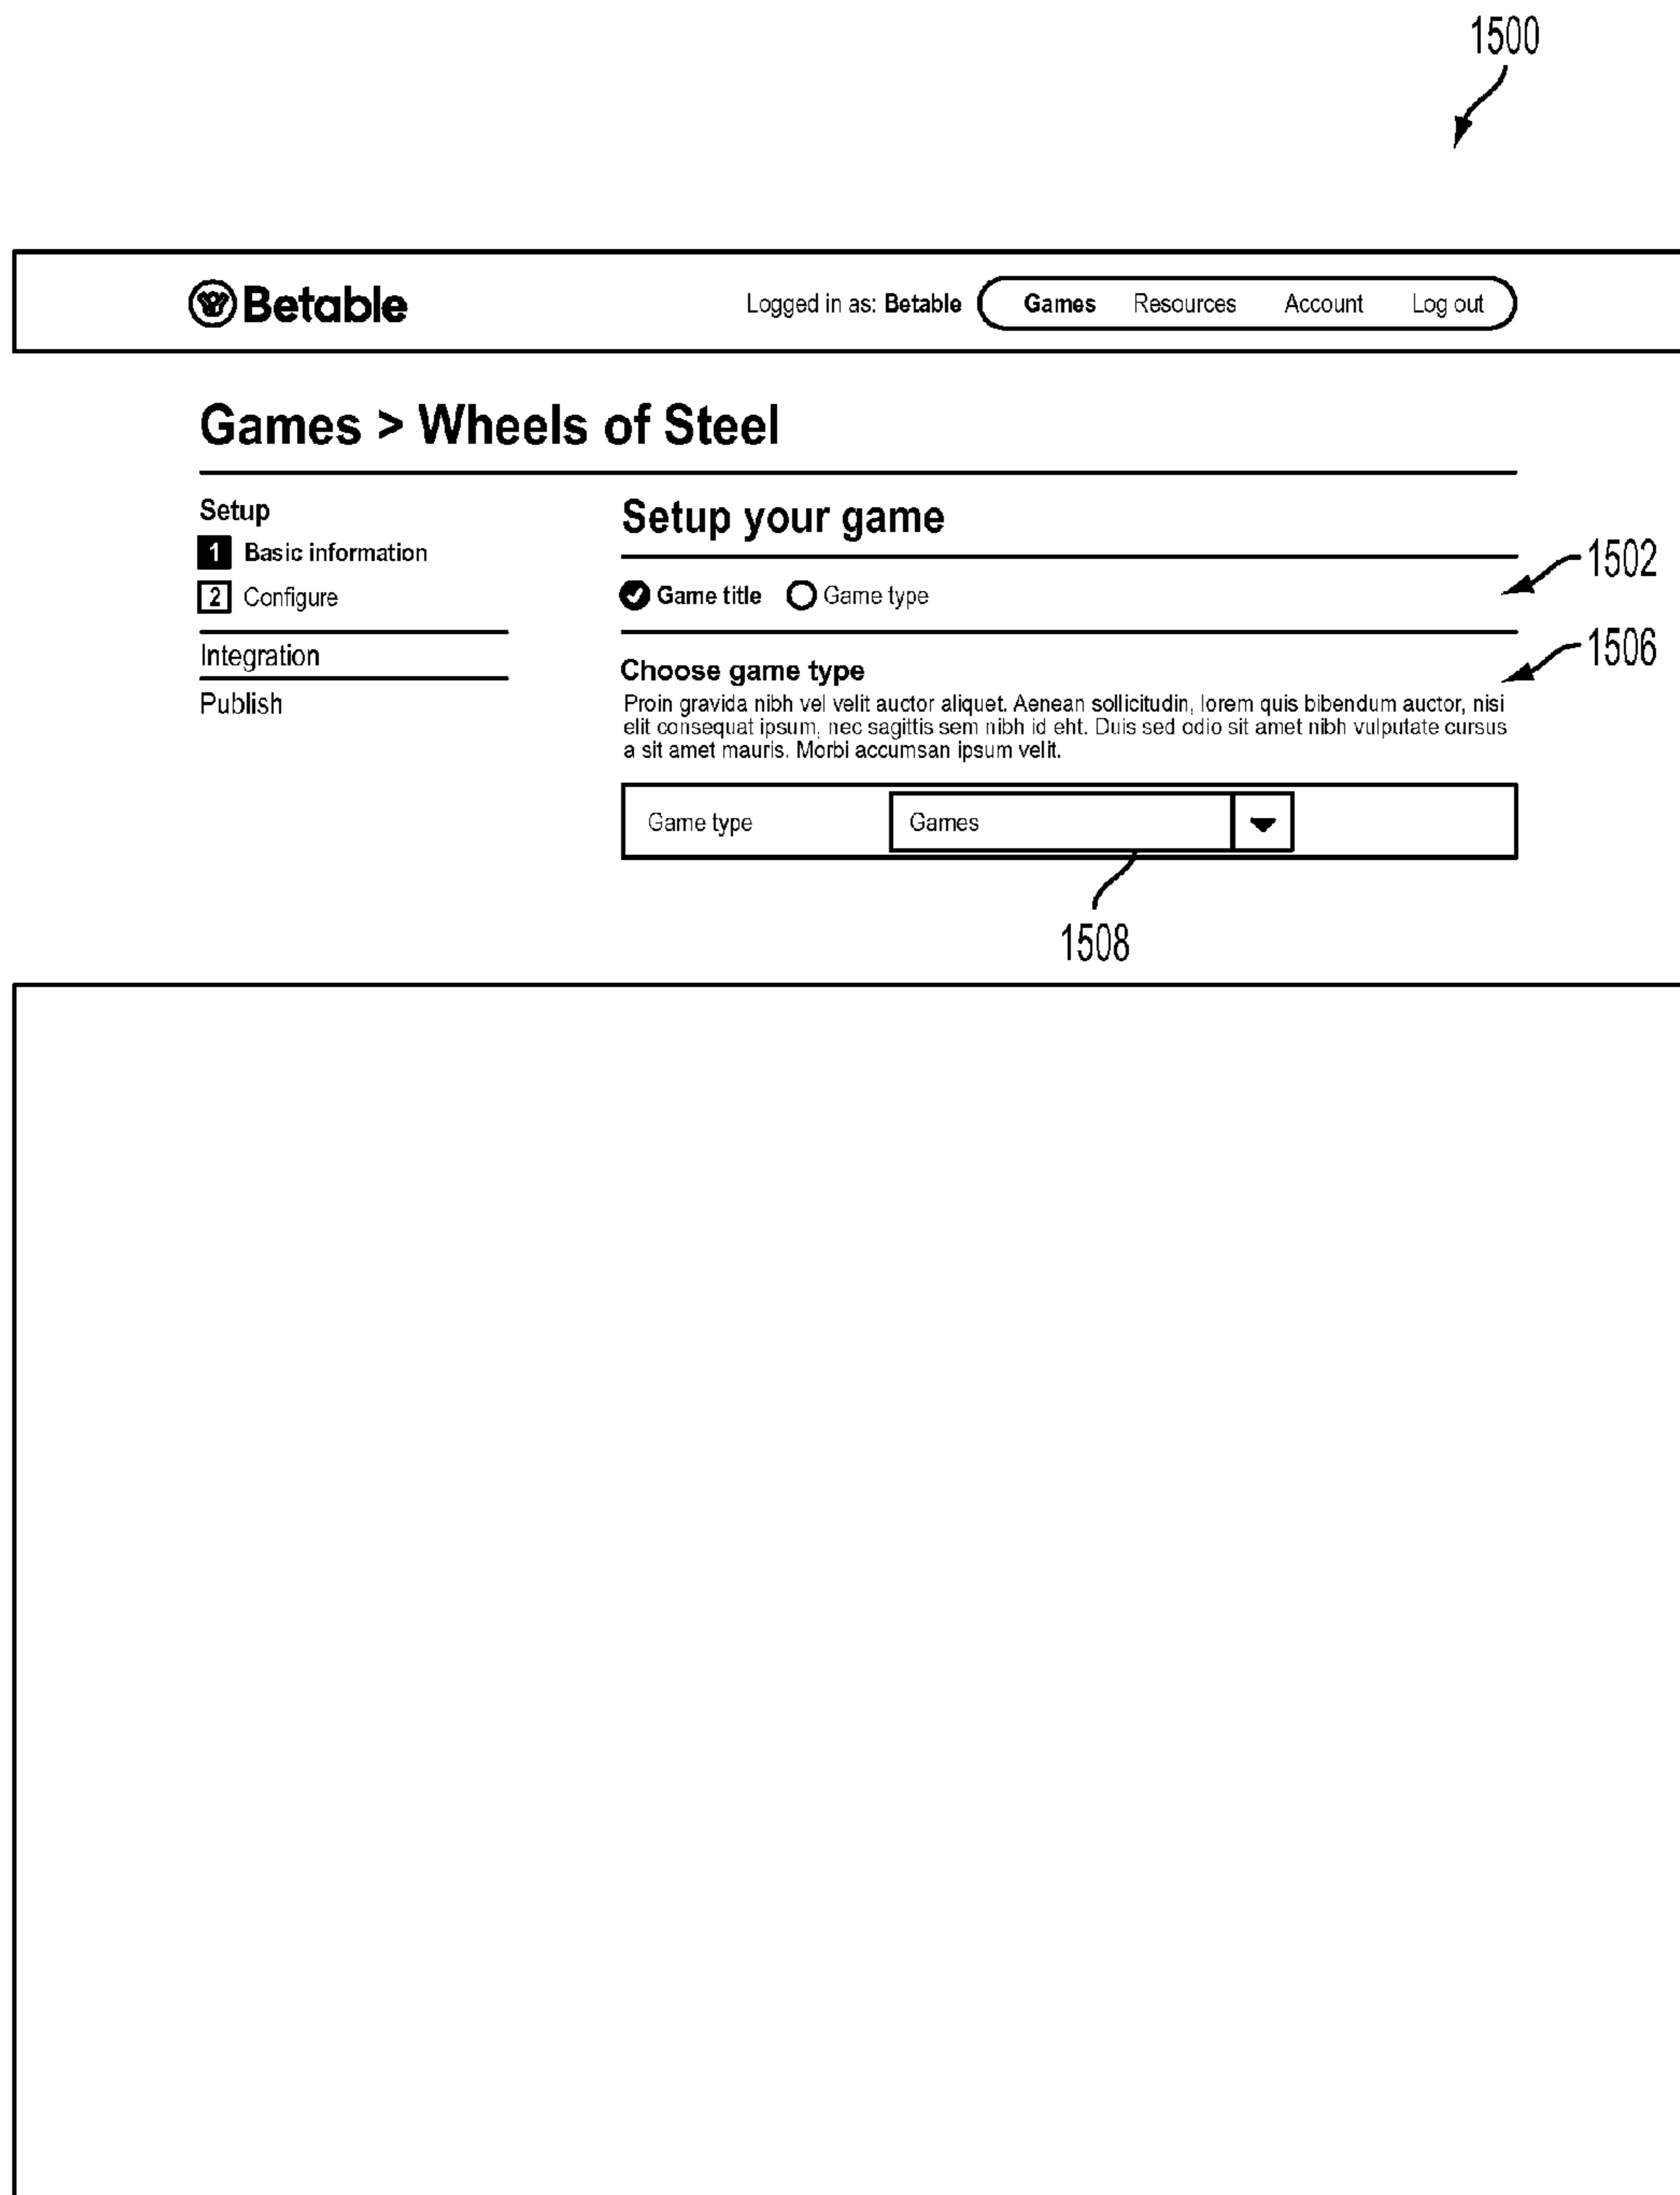 1500
Betable
Logged in as: Betable Games Resources Account Log out
Games > Wheels of Steel
Setup
1 Basic information
2 Configure
Integration
Publish
Setup your game
1502
Game title Game type
1506
Choose game type
Proin gravida nibh vel velit auctor aliquet. Aenean sollicitudin, lorem quis bibendum auctor, nisi
elit consequat ipsum, nec sagittis sem nibh id eht. Duis sed odio sit amet nibh vulputate cursus
a sit amet mauris. Morbi accumsan ipsum velit.
Game type Games
1508